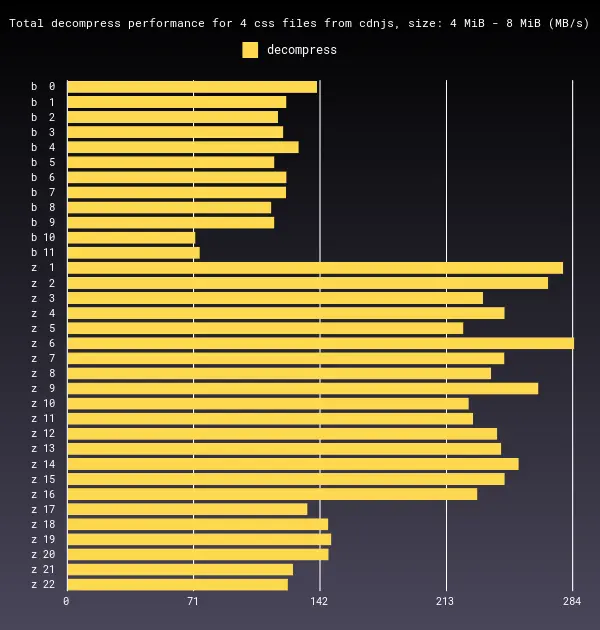 Total decompress performance for 4 css files from cdnjs, size: 4 MiB - 8 MiB (MB/s)
decompress
b 0
b 1
b 2
b 3
b 4
b 5
b 6
b 7
b 8
b 9
b 10
b 11
z 1
z 2
z 3
z 4
z 5
z 6
z 7
z 8
z 9
z 10
z 11
z 12
z 13
z 14
z 15
z 16
z 17
z 18
z 19
z 20
z 21
z 22
0 71 142 213 284